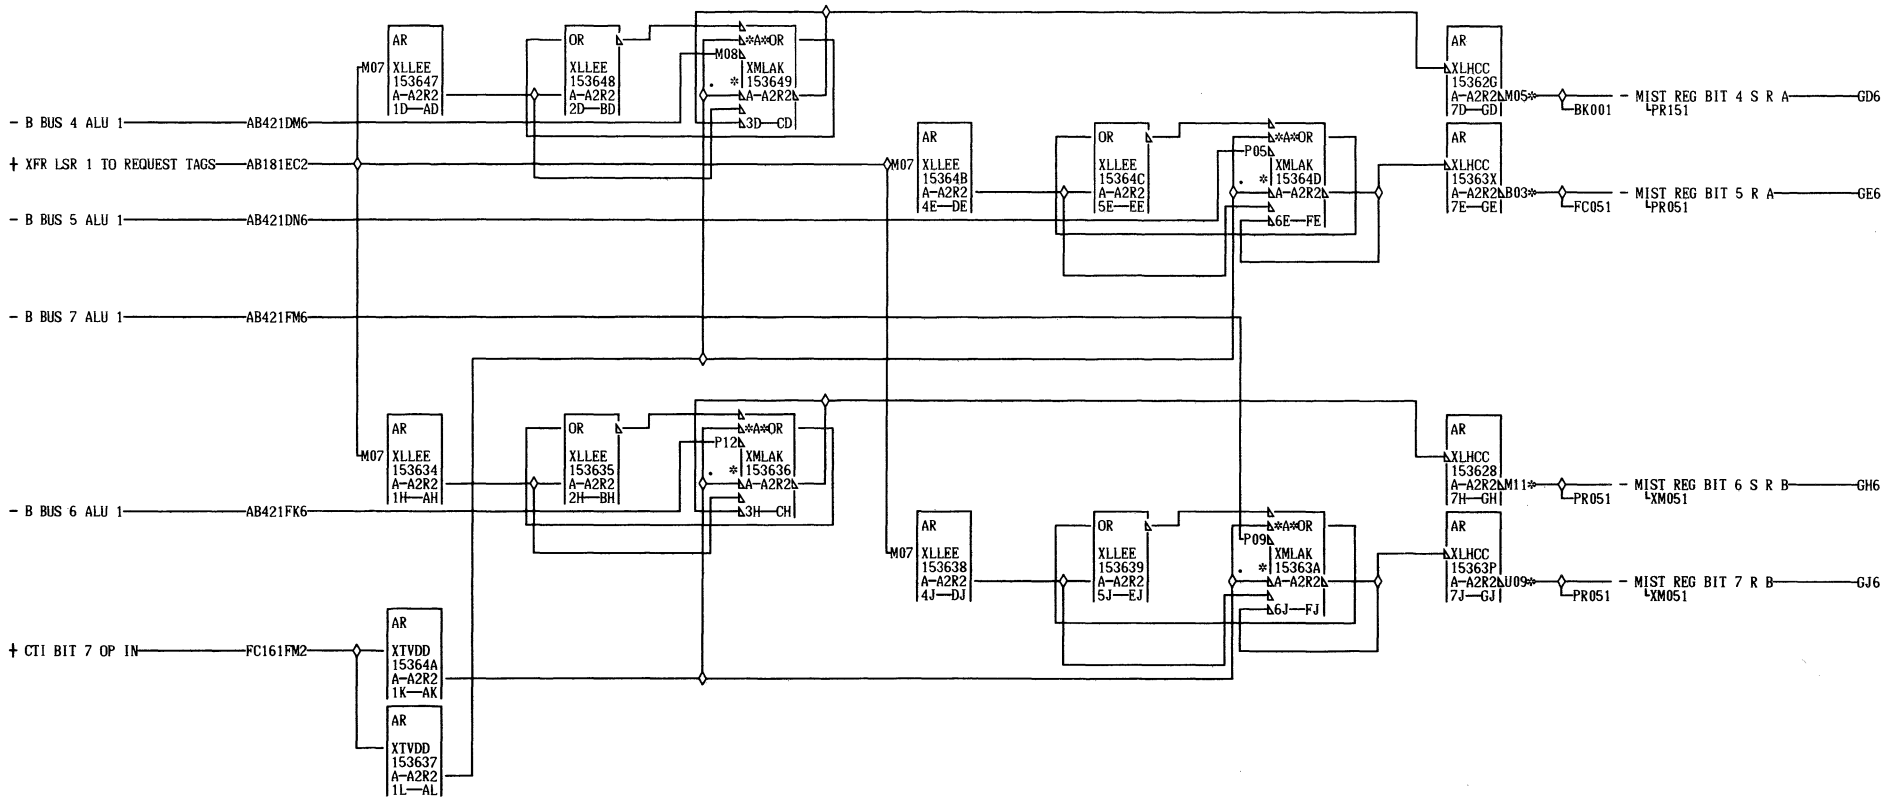 AR
XLLEE
153647
A-A2R2
1D—AD
M07
OR
XLLEE
153648
A-A2R2
2D—BD
*A*OR
M08
XMLAK
* 153649
A-A2R2
3D—CD
AR
XLHCC
15362G
A-A2R2 M05*
7D—GD
— MIST REG BIT 4 S R A GD6
BK001 PR151
— B BUS 4 ALU 1 AB421DM6
+ XFR LSR 1 TO REQUEST TAGS AB181EC2
M07
AR
XLLEE
15364B
A-A2R2
4E—DE
OR
XLLEE
15364C
A-A2R2
5E—EE
*A*OR
P05
XMLAK
* 15364D
A-A2R2
6E—FE
AR
XLHCC
15363X
A-A2R2 B03*
7E—GE
— MIST REG BIT 5 R A GE6
FC051 PR051
— B BUS 5 ALU 1 AB421DN6
— B BUS 7 ALU 1 AB421FM6
AR
M07 XLLEE
153634
A-A2R2
1H—AH
OR
XLLEE
153635
A-A2R2
2H—BH
*A*OR
P12
XMLAK
* 153636
A-A2R2
3H—CH
AR
XLHCC
153628
A-A2R2 M11*
7H—GH
— MIST REG BIT 6 S R B GH6
PR051 XM051
— B BUS 6 ALU 1 AB421FK6
AR
M07 XLLEE
153638
A-A2R2
4J—DJ
OR
XLLEE
153639
A-A2R2
5J—EJ
*A*OR
P09
XMLAK
* 15363A
A-A2R2
6J—FJ
AR
XLHCC
15363P
A-A2R2 U09*
7J—GJ
— MIST REG BIT 7 R B GJ6
PR051 XM051
+ CTI BIT 7 OP IN FC161FM2
AR
XTVDD
15364A
A-A2R2
1K—AK
AR
XTVDD
153637
A-A2R2
1L—AL